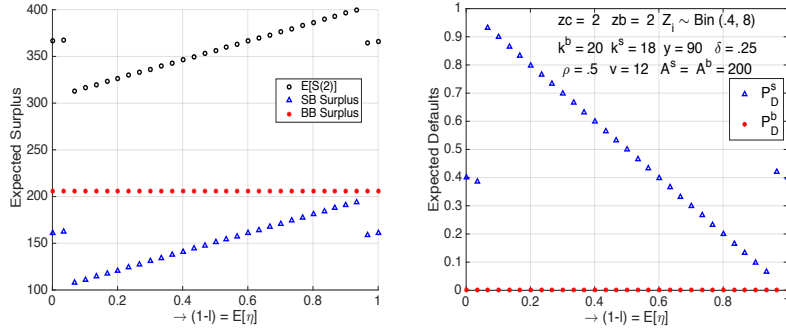 400
350
300
250
200
150
100
Expected Surplus
E[S(2)]
SB Surplus
BB Surplus
0 0.2 0.4 0.6 0.8 1
→ (1-l) = E[η]
1
0.9
0.8
0.7
0.6
0.5
0.4
0.3
0.2
0.1
0
Expected Defaults
zc = 2 zb = 2 Z_i ~ Bin (.4, 8)
k^b = 20 k^s = 18 y = 90 δ = .25
ρ = .5 v = 12 A^s = A^b = 200
P_D^s
P_D^b
0 0.2 0.4 0.6 0.8 1
→ (1-l) = E[η]